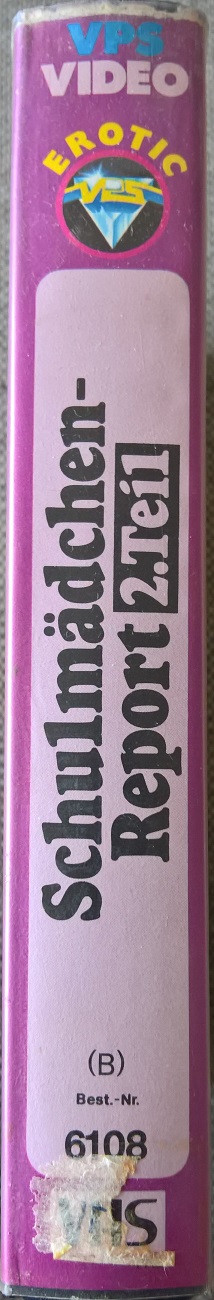 VPS
VIDEO
EROTIC
VPS
Schulmädchen-
Report 2.Teil
(B)
Best.-Nr.
6108
VHS